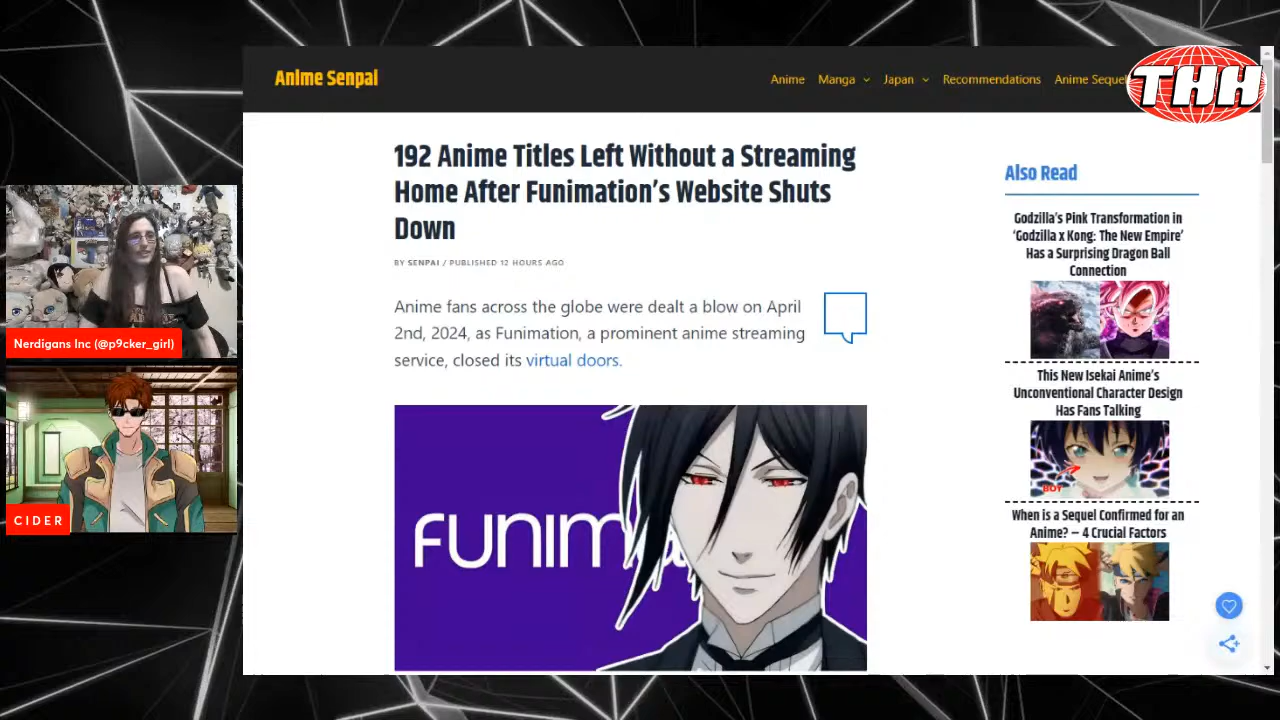 Anime Senpai
Anime Manga Japan Recommendations Anime Sequel
THH
192 Anime Titles Left Without a Streaming
Home After Funimation’s Website Shuts
Down
BY SENPAI / PUBLISHED 12 HOURS AGO
Anime fans across the globe were dealt a blow on April
2nd, 2024, as Funimation, a prominent anime streaming
service, closed its virtual doors.
FUNIM
Also Read
Godzilla’s Pink Transformation in
‘Godzilla x Kong: The New Empire’
Has a Surprising Dragon Ball
Connection
This New Isekai Anime’s
Unconventional Character Design
Has Fans Talking
BOY
When is a Sequel Confirmed for an
Anime? – 4 Crucial Factors
Nerdigans Inc (@p9cker_girl)
CIDER